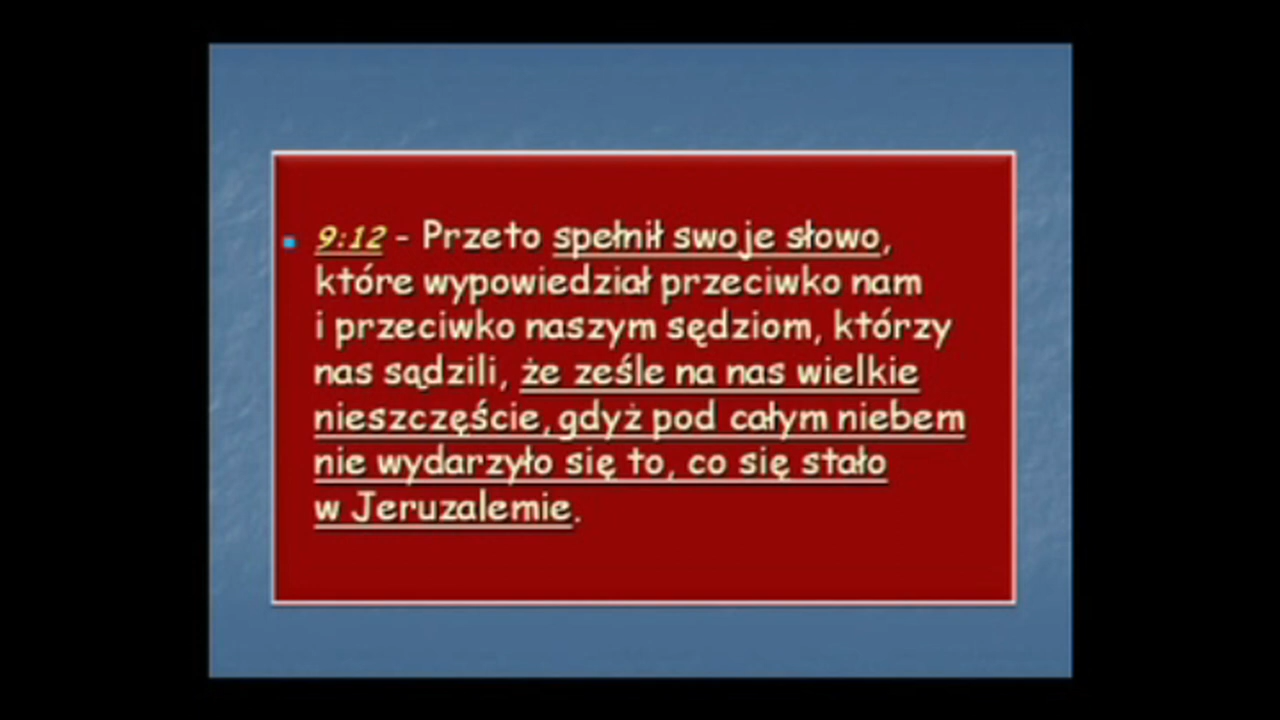 9:12 - Przeto spełnił swoje słowo,
które wypowiedział przeciwko nam
i przeciwko naszym sędziom, którzy
nas sądzili, że ześle na nas wielkie
nieszczęście, gdyż pod całym niebem
nie wydarzyło się to, co się stało
w Jeruzalemie.